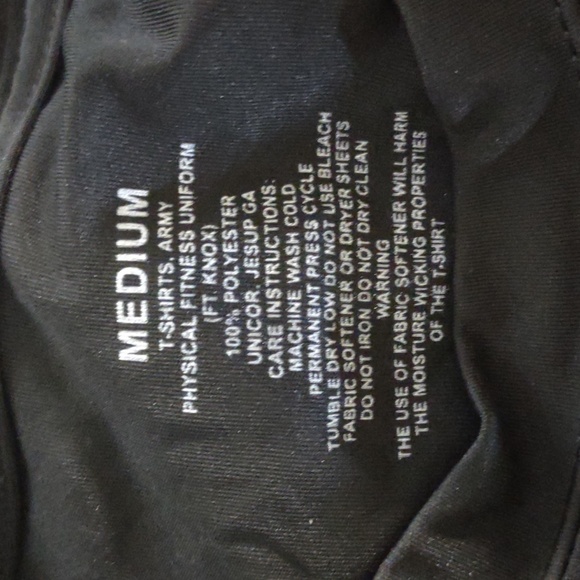 MEDIUM
T-SHIRTS, ARMY
PHYSICAL FITNESS UNIFORM
(FT. KNOX)
100% POLYESTER
UNICOR, JESUP GA
CARE INSTRUCTIONS:
MACHINE WASH COLD
PERMANENT PRESS CYCLE
TUMBLE DRY LOW DO NOT USE BLEACH
FABRIC SOFTENER OR DRYER SHEETS
DO NOT IRON DO NOT DRY CLEAN
WARNING
THE USE OF FABRIC SOFTENER WILL HARM
THE MOISTURE WICKING PROPERTIES
OF THE T-SHIRT